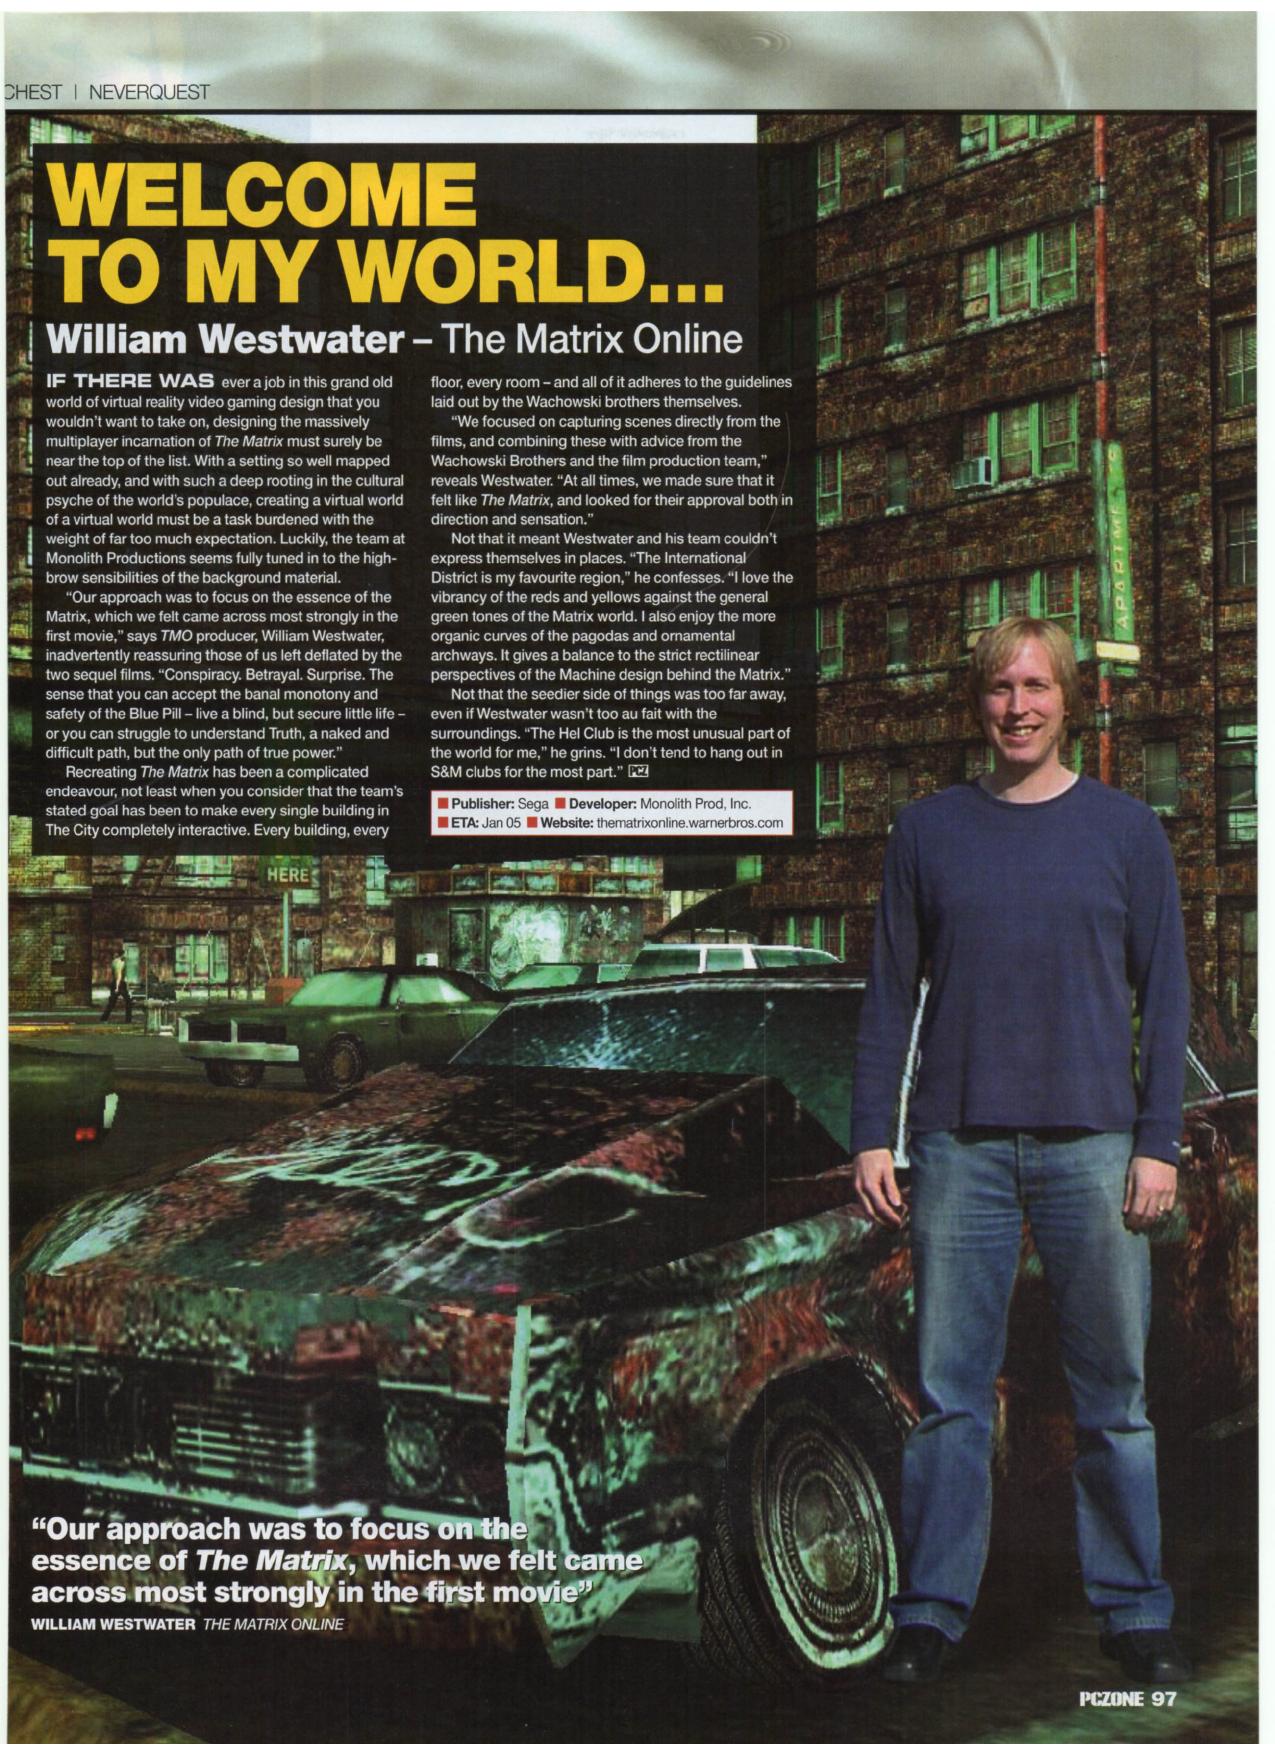 CHEST | NEVERQUEST
WELCOME
TO MY WORLD...
William Westwater – The Matrix Online
IF THERE WAS ever a job in this grand old
world of virtual reality video gaming design that you
wouldn't want to take on, designing the massively
multiplayer incarnation of The Matrix must surely be
near the top of the list. With a setting so well mapped
out already, and with such a deep rooting in the cultural
psyche of the world's populace, creating a virtual world
of a virtual world must be a task burdened with the
weight of far too much expectation. Luckily, the team at
Monolith Productions seems fully tuned in to the high-
brow sensibilities of the background material.
"Our approach was to focus on the essence of the
Matrix, which we felt came across most strongly in the
first movie," says TMO producer, William Westwater,
inadvertently reassuring those of us left deflated by the
two sequel films. "Conspiracy. Betrayal. Surprise. The
sense that you can accept the banal monotony and
safety of the Blue Pill – live a blind, but secure little life –
or you can struggle to understand Truth, a naked and
difficult path, but the only path of true power."
Recreating The Matrix has been a complicated
endeavour, not least when you consider that the team's
stated goal has been to make every single building in
The City completely interactive. Every building, every
floor, every room – and all of it adheres to the guidelines
laid out by the Wachowski brothers themselves.
"We focused on capturing scenes directly from the
films, and combining these with advice from the
Wachowski Brothers and the film production team,"
reveals Westwater. "At all times, we made sure that it
felt like The Matrix, and looked for their approval both in
direction and sensation."
Not that it meant Westwater and his team couldn't
express themselves in places. "The International
District is my favourite region," he confesses. "I love the
vibrancy of the reds and yellows against the general
green tones of the Matrix world. I also enjoy the more
organic curves of the pagodas and ornamental
archways. It gives a balance to the strict rectilinear
perspectives of the Machine design behind the Matrix."
Not that the seedier side of things was too far away,
even if Westwater wasn't too au fait with the
surroundings. "The Hel Club is the most unusual part of
the world for me," he grins. "I don't tend to hang out in
S&M clubs for the most part." PCZ
Publisher: Sega Developer: Monolith Prod, Inc.
ETA: Jan 05 Website: thematrixonline.warnerbros.com
HERE
"Our approach was to focus on the
essence of The Matrix, which we felt came
across most strongly in the first movie"
WILLIAM WESTWATER THE MATRIX ONLINE
PCZONE 97